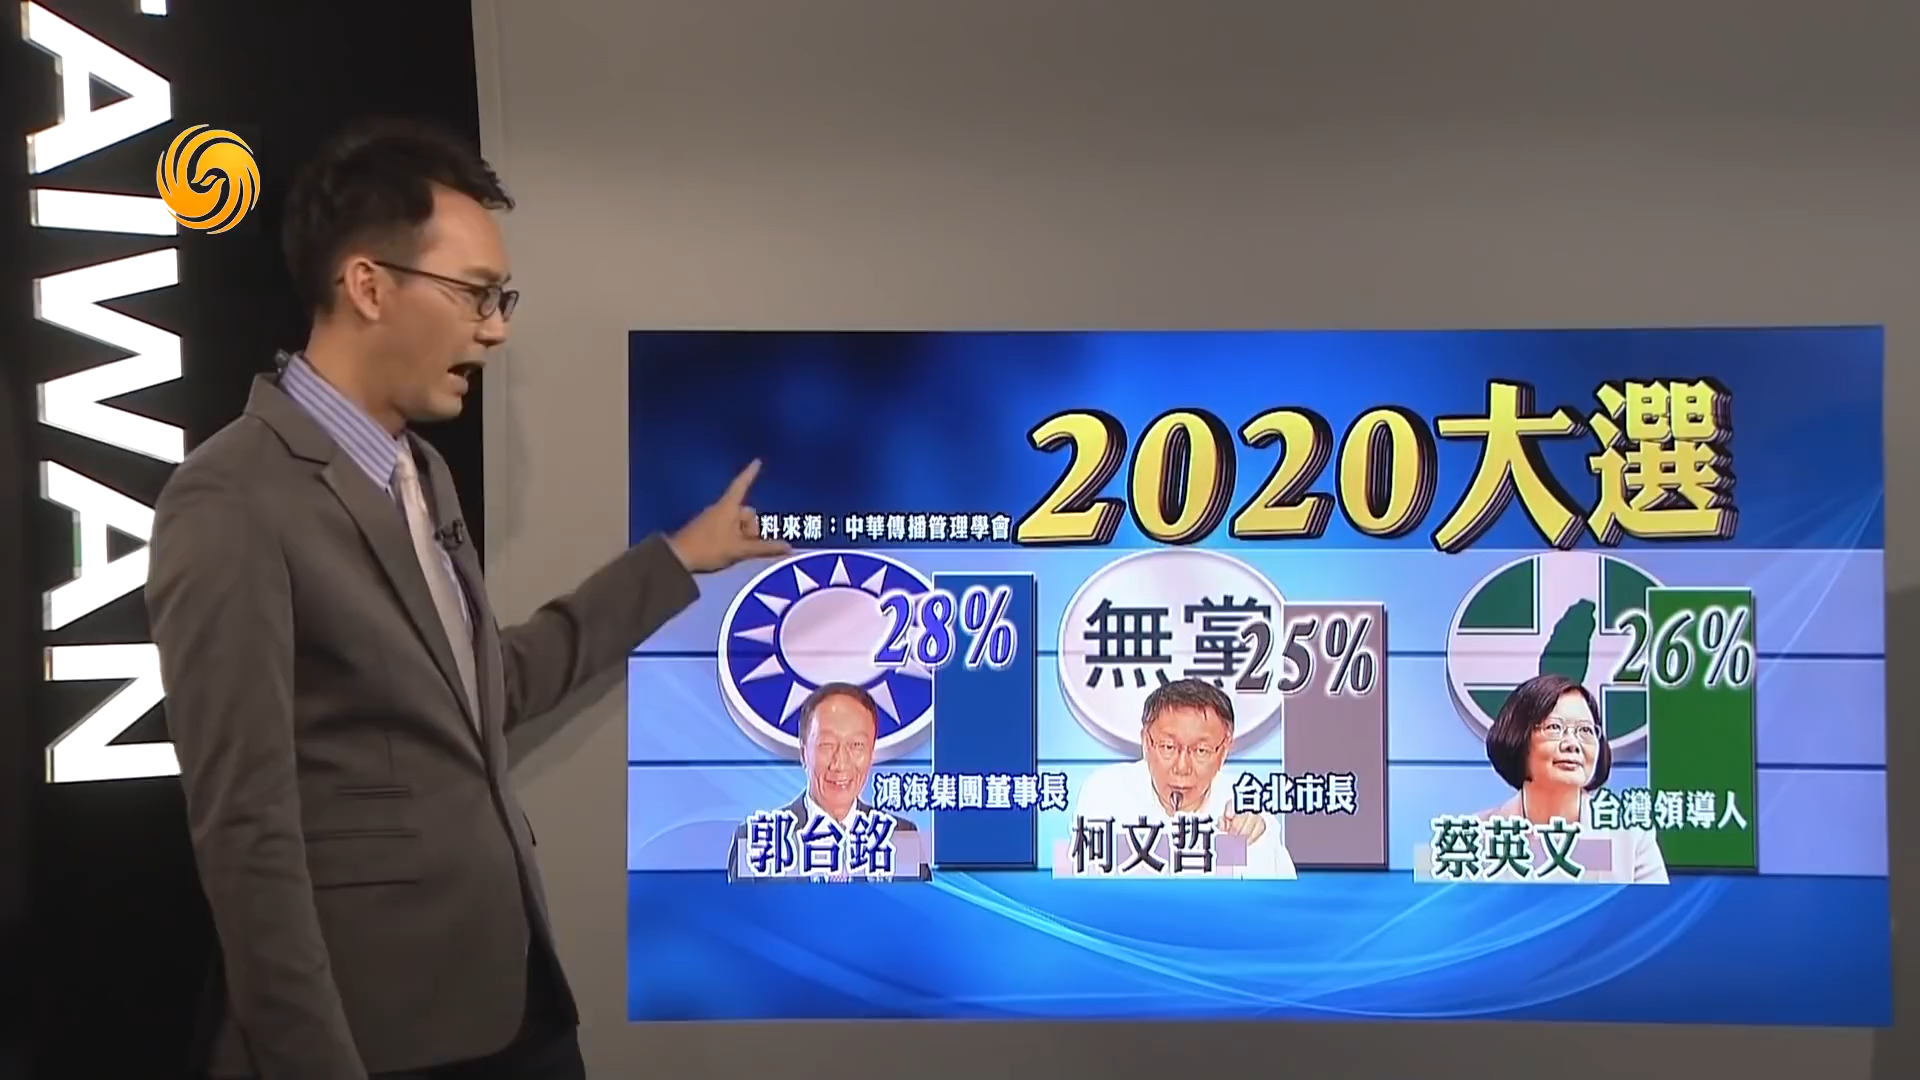 TAIWAN
2020大選
料來源：中華傳播管理學會
28%
無黨
25%
26%
鴻海集團董事長
郭台銘
台北市長
柯文哲
台灣領導人
蔡英文